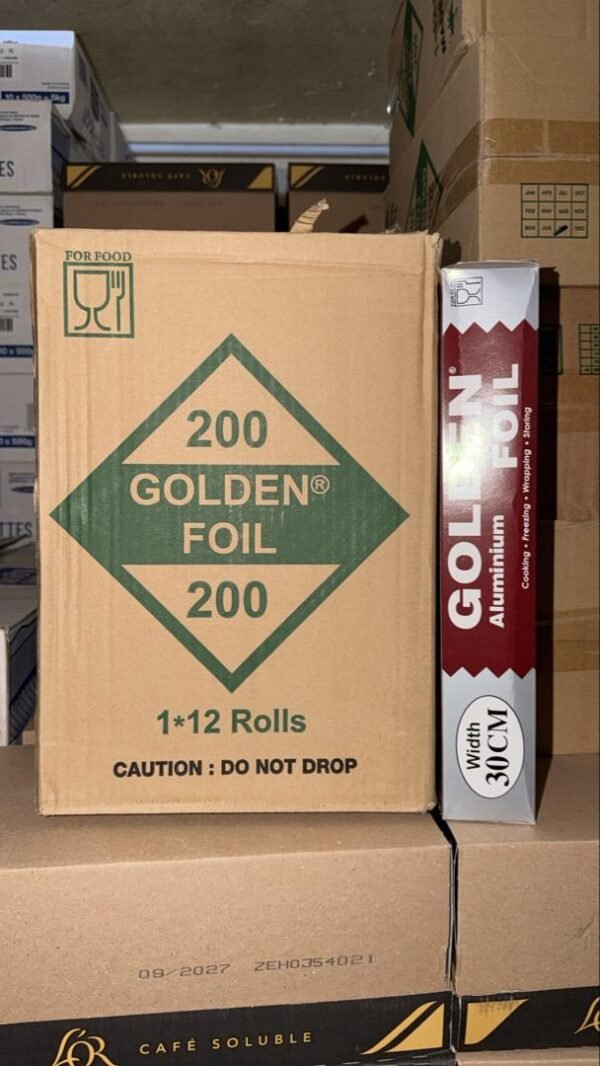 FOR FOOD
200
GOLDEN®
FOIL
200
1*12 Rolls
CAUTION : DO NOT DROP
GOLDEN®
Aluminium FOIL
Cooking • Freezing • Wrapping • Storing
Width
30CM
09/2027 ZEH0354021
L'OR CAFÉ SOLUBLE